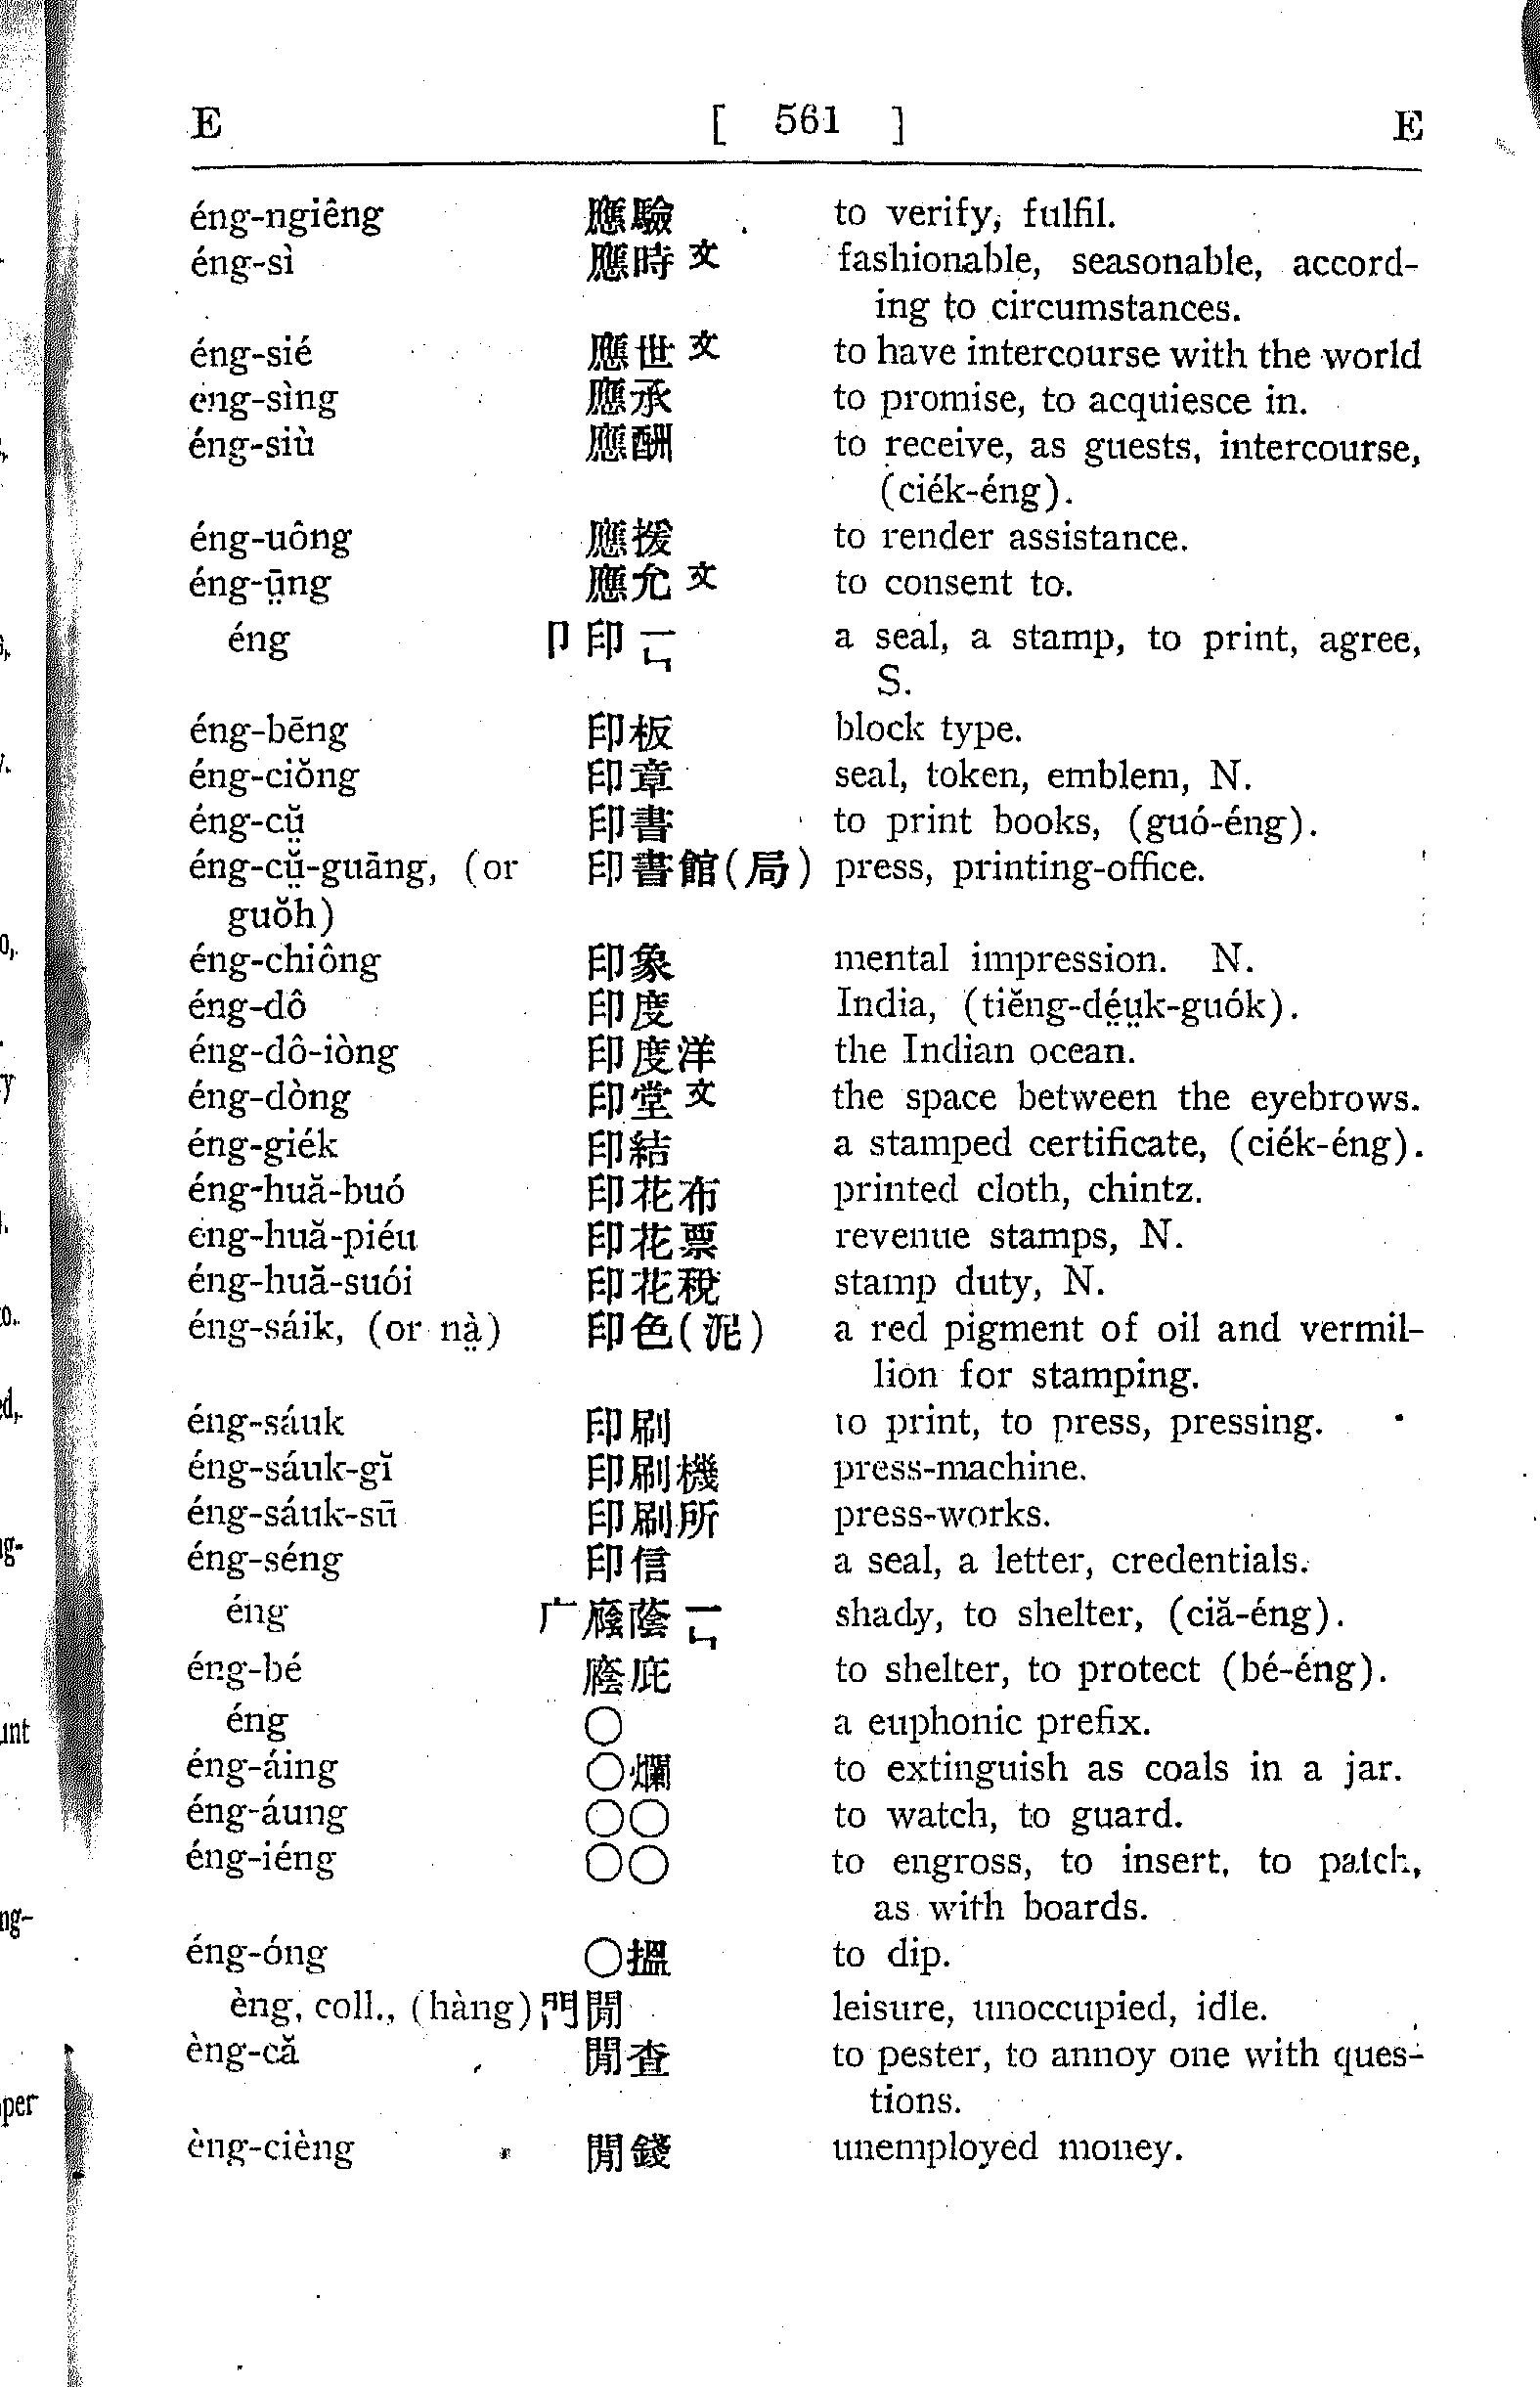 E [ 561 ] E
éng-ngiêng 應驗 to verify, fulfil.
éng-sì 應時文 fashionable, seasonable, accord-
ing to circumstances.
éng-sié 應世文 to have intercourse with the world
eng-sìng 應承 to promise, to acquiesce in.
éng-siù 應酬 to receive, as guests, intercourse,
(ciék-éng).
éng-uông 應援 to render assistance.
éng-ṳ̄ng 應允文 to consent to.
éng 卩印ㄧㄣ a seal, a stamp, to print, agree,
S.
éng-bēng 印板 block type.
éng-ciŏng 印章 seal, token, emblem, N.
éng-cṳ̆ 印書 to print books, (guó-éng).
éng-cṳ̆-guāng, (or 印書館(局) press, printing-office.
guŏh)
éng-chiông 印象 mental impression. N.
éng-dô 印度 India, (tiĕng-dé̤ṳk-guók).
éng-dô-iòng 印度洋 the Indian ocean.
éng-dòng 印堂文 the space between the eyebrows.
éng-giék 印結 a stamped certificate, (ciék-éng).
éng-huă-buó 印花布 printed cloth, chintz.
eng-huă-piéu 印花票 revenue stamps, N.
éng-huă-suói 印花稅 stamp duty, N.
éng-sáik, (or nà̤) 印色(泥) a red pigment of oil and vermil-
lion for stamping.
éng-sáuk 印刷 to print, to press, pressing.
éng-sáuk-gĭ 印刷機 press-machine.
éng-sáuk-sū 印刷所 press-works.
éng-séng 印信 a seal, a letter, credentials.
éng 广廕蔭ㄧㄣ shady, to shelter, (ciă-éng).
éng-bé 廕庇 to shelter, to protect (bé-éng).
éng ○ a euphonic prefix.
éng-áing ○爛 to extinguish as coals in a jar.
éng-áung ○○ to watch, to guard.
éng-iéng ○○ to engross, to insert, to patch,
as with boards.
éng-óng ○搵 to dip.
èng, coll., (hàng) 門閒 leisure, unoccupied, idle.
èng-că 閒查 to pester, to annoy one with ques-
tions.
èng-cièng 閒錢 unemployed money.